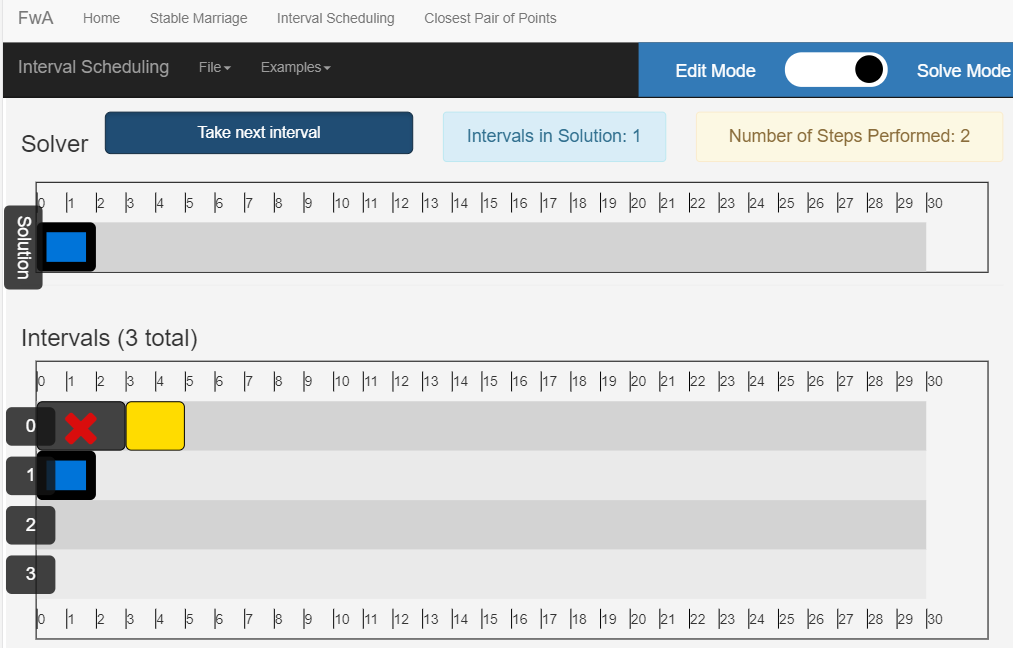 FwA Home Stable Marriage Interval Scheduling Closest Pair of Points
Interval Scheduling File Examples Edit Mode Solve Mode
Solver Take next interval Intervals in Solution: 1 Number of Steps Performed: 2
0 1 2 3 4 5 6 7 8 9 10 11 12 13 14 15 16 17 18 19 20 21 22 23 24 25 26 27 28 29 30
Solution
Intervals (3 total)
0 1 2 3 4 5 6 7 8 9 10 11 12 13 14 15 16 17 18 19 20 21 22 23 24 25 26 27 28 29 30
0
1
2
3
0 1 2 3 4 5 6 7 8 9 10 11 12 13 14 15 16 17 18 19 20 21 22 23 24 25 26 27 28 29 30